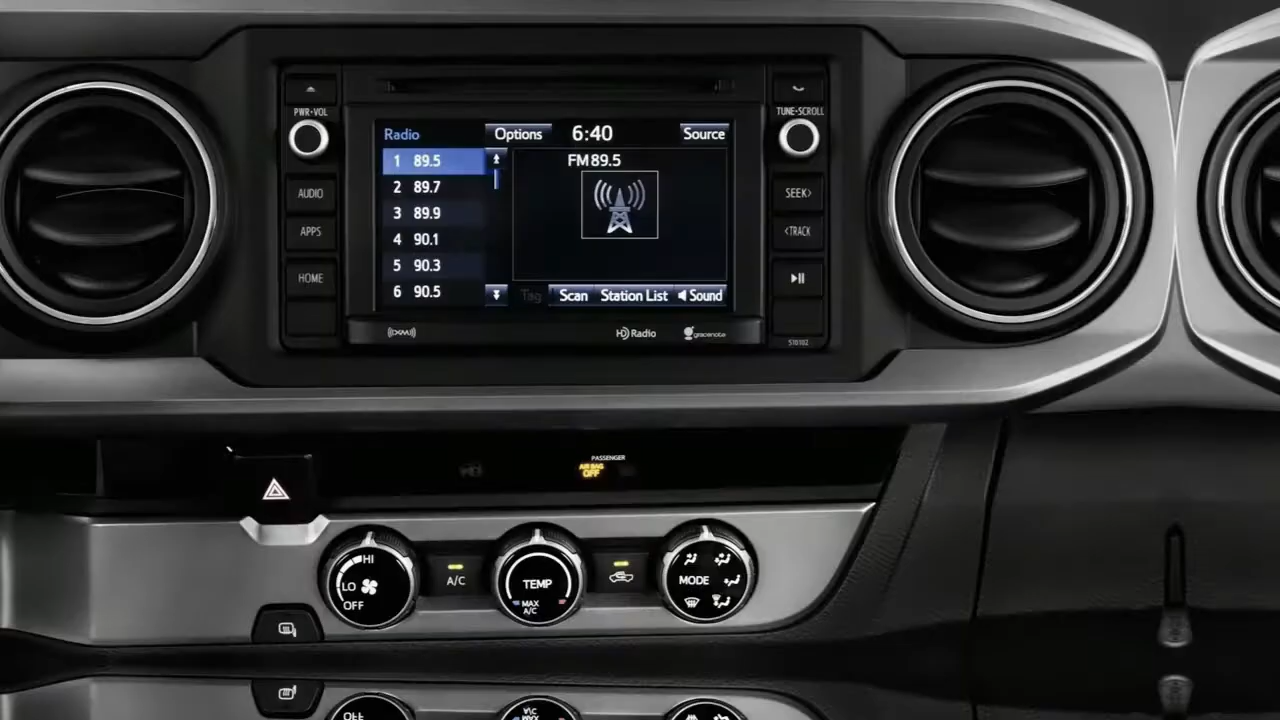 PWR•VOL
TUNE•SCROLL
Radio
Options
6:40
Source
1 89.5
FM 89.5
2 89.7
3 89.9
4 90.1
5 90.3
6 90.5
Tag
Scan
Station List
Sound
AUDIO
APPS
HOME
SEEK>
<TRACK
((XM))
HD Radio
gracenote
510102
PASSENGER
AIR BAG
OFF
HI
LO
OFF
A/C
TEMP
MAX
A/C
MODE